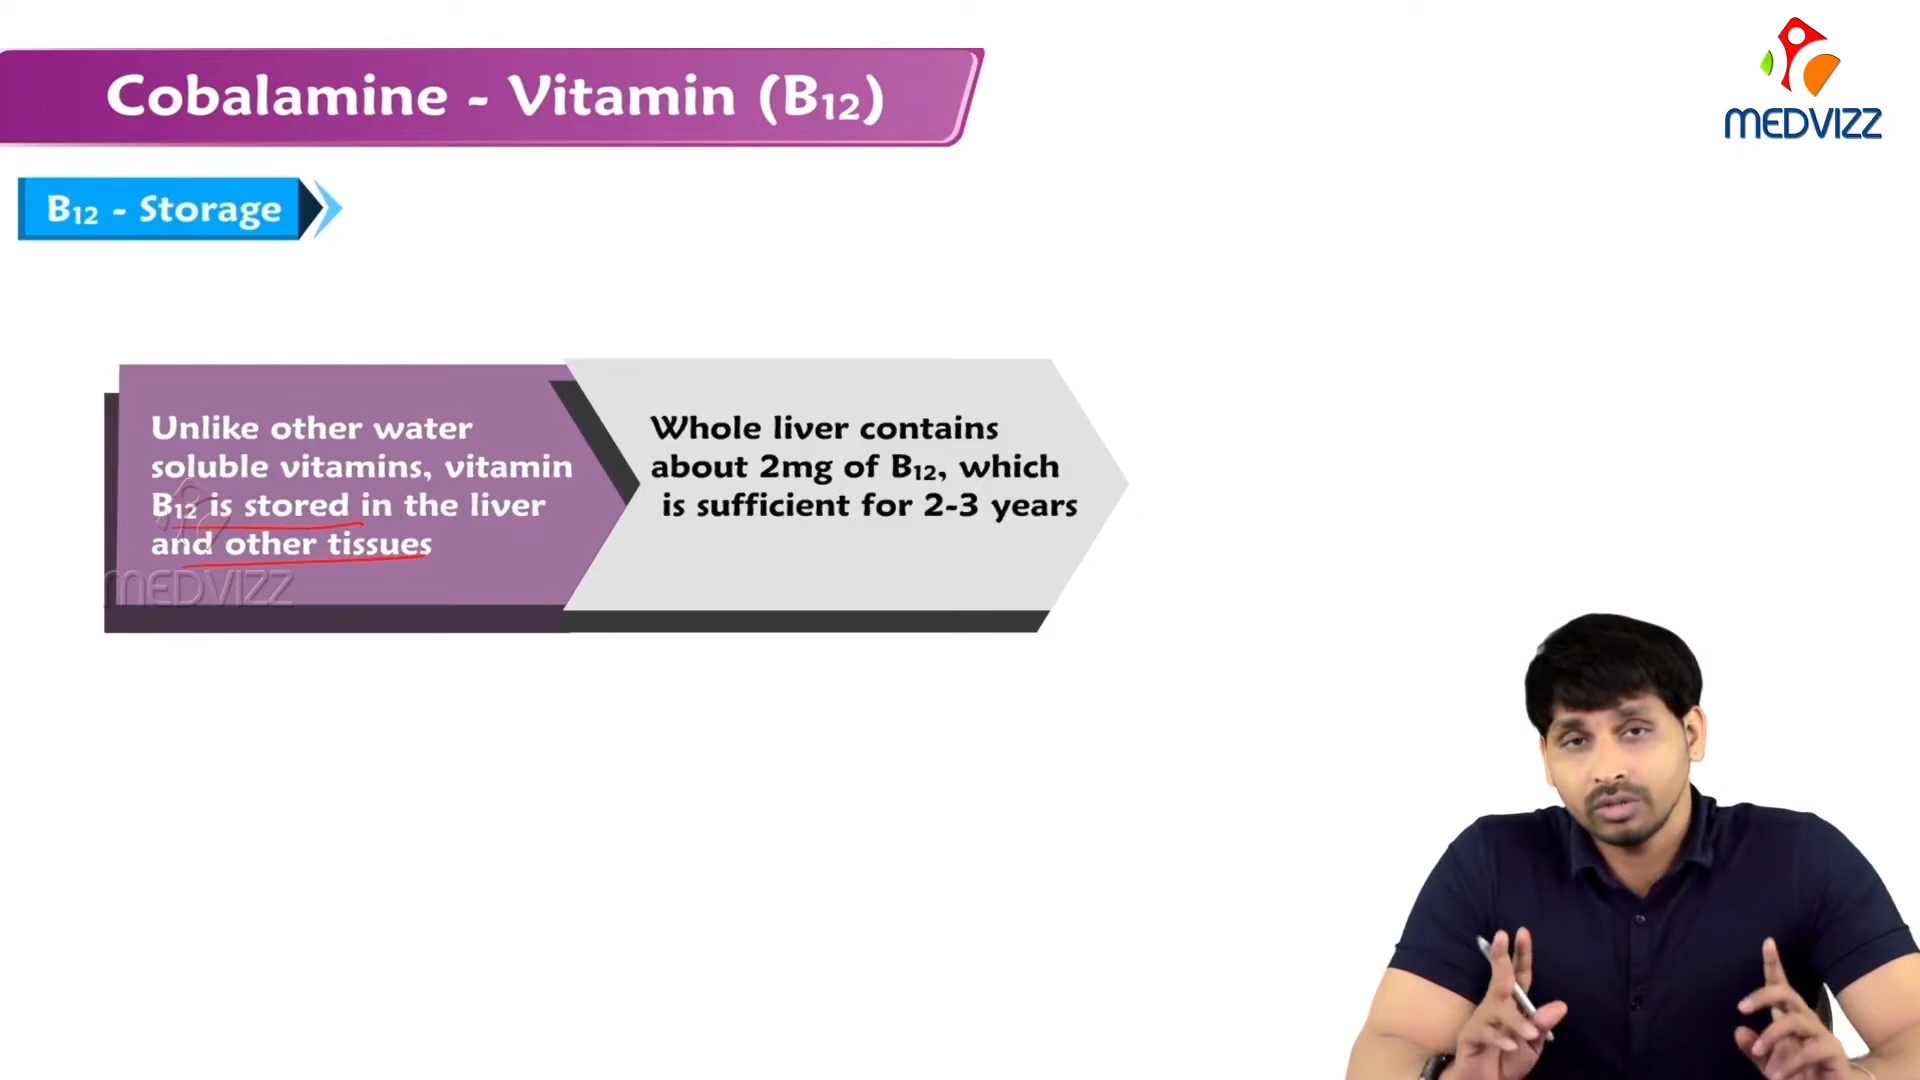 Cobalamine - Vitamin (B₁₂)
MEDVIZZ
B₁₂ - Storage
Unlike other water
soluble vitamins, vitamin
B₁₂ is stored in the liver
and other tissues
MEDVIZZ
Whole liver contains
about 2mg of B₁₂, which
is sufficient for 2-3 years